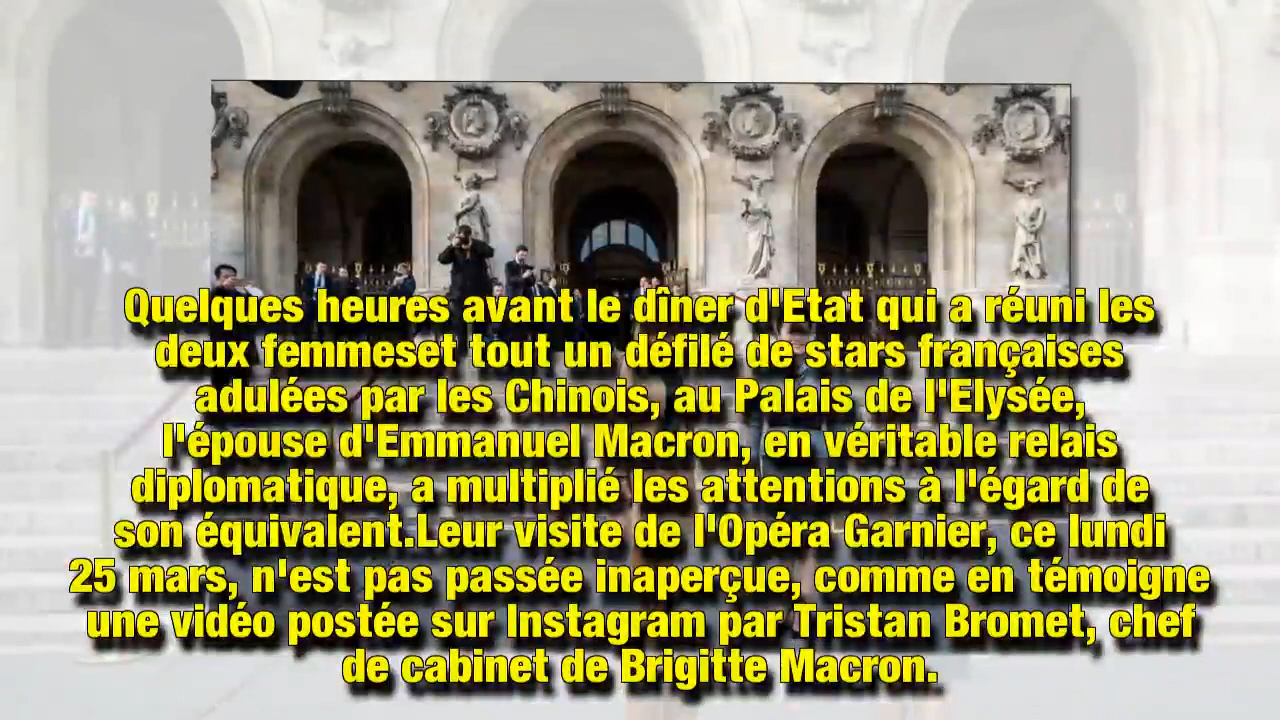 Quelques heures avant le dîner d'Etat qui a réuni les
deux femmeset tout un défilé de stars françaises
adulées par les Chinois, au Palais de l'Elysée,
l'épouse d'Emmanuel Macron, en véritable relais
diplomatique, a multiplié les attentions à l'égard de
son équivalent.Leur visite de l'Opéra Garnier, ce lundi
25 mars, n'est pas passée inaperçue, comme en témoigne
une vidéo postée sur Instagram par Tristan Bromet, chef
de cabinet de Brigitte Macron.